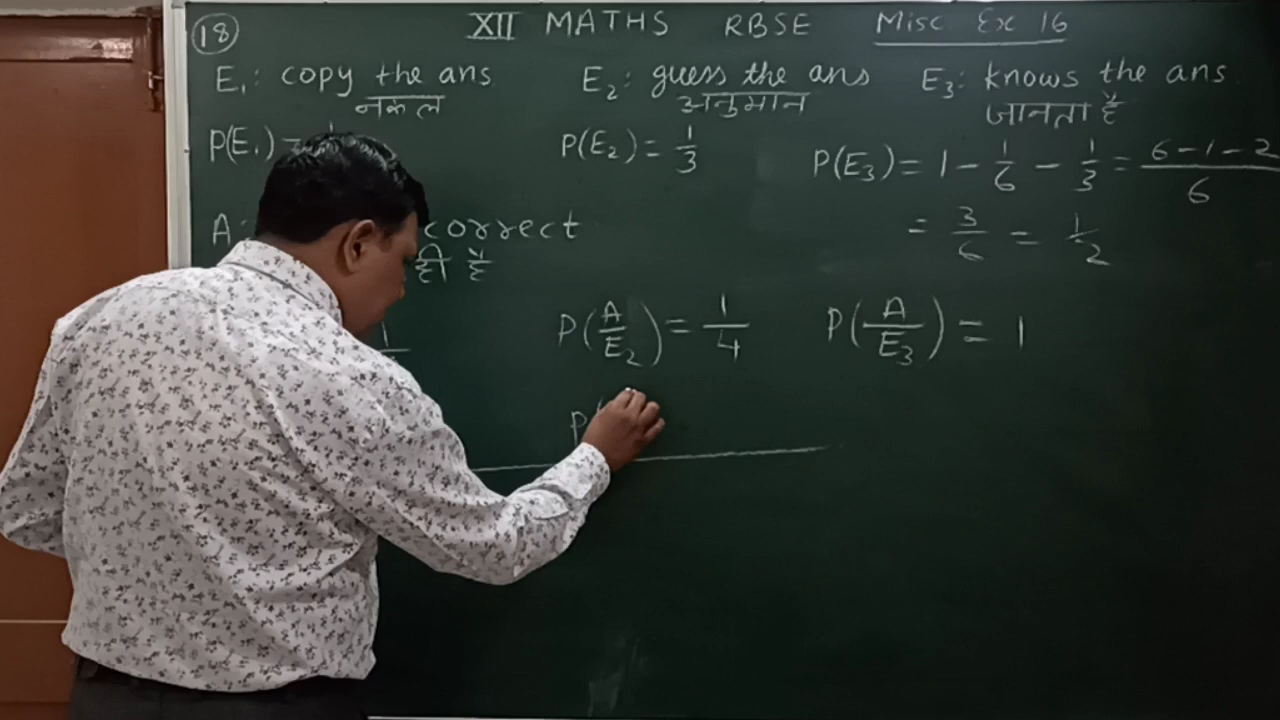 (18) XII MATHS RBSE Misc. Ex 16
E₁: copy the ans E₂: guess the ans E₃: knows the ans.
नकल अनुमान जानता है
P(E₁) = P(E₂) = 1/3 P(E₃) = 1 - 1/6 - 1/3 = (6-1-2)/6
= 3/6 = 1/2
A: correct
है
P(A/E₂) = 1/4 P(A/E₃) = 1
P(